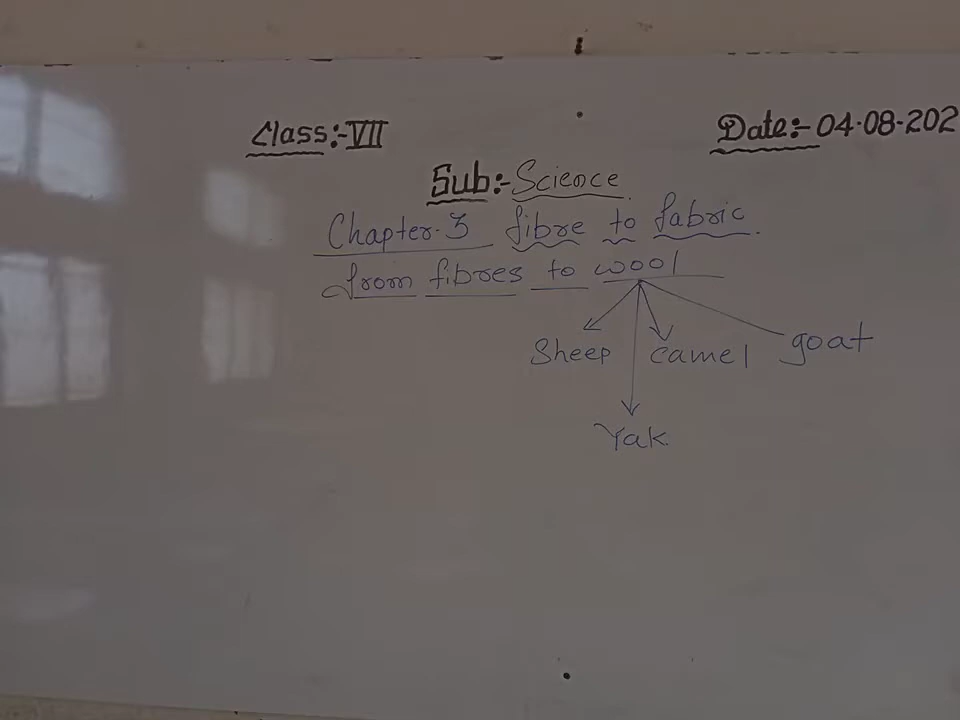 Class:-VII
Date:- 04-08-202
Sub:- Science
Chapter-3 fibre to fabric.
from fibres to wool
Sheep camel goat
Yak.